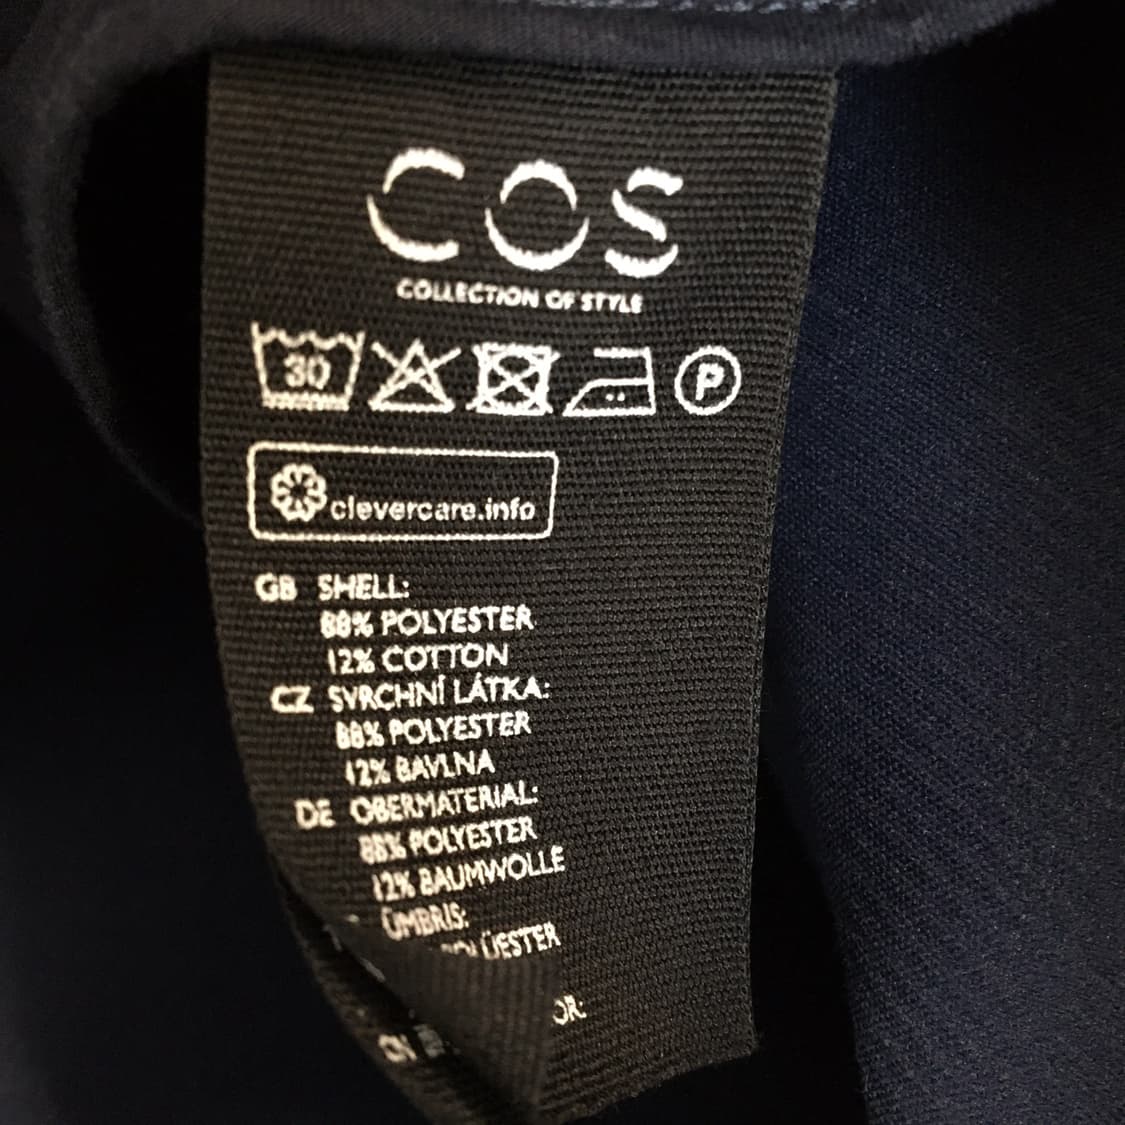 COS
COLLECTION OF STYLE
30 P
clevercare.info
GB SHELL:
88% POLYESTER
12% COTTON
CZ SVRCHNÍ LÁTKA:
88% POLYESTER
12% BAVLNA
DE OBERMATERIAL:
88% POLYESTER
12% BAUMWOLLE
ÜMBRIS: